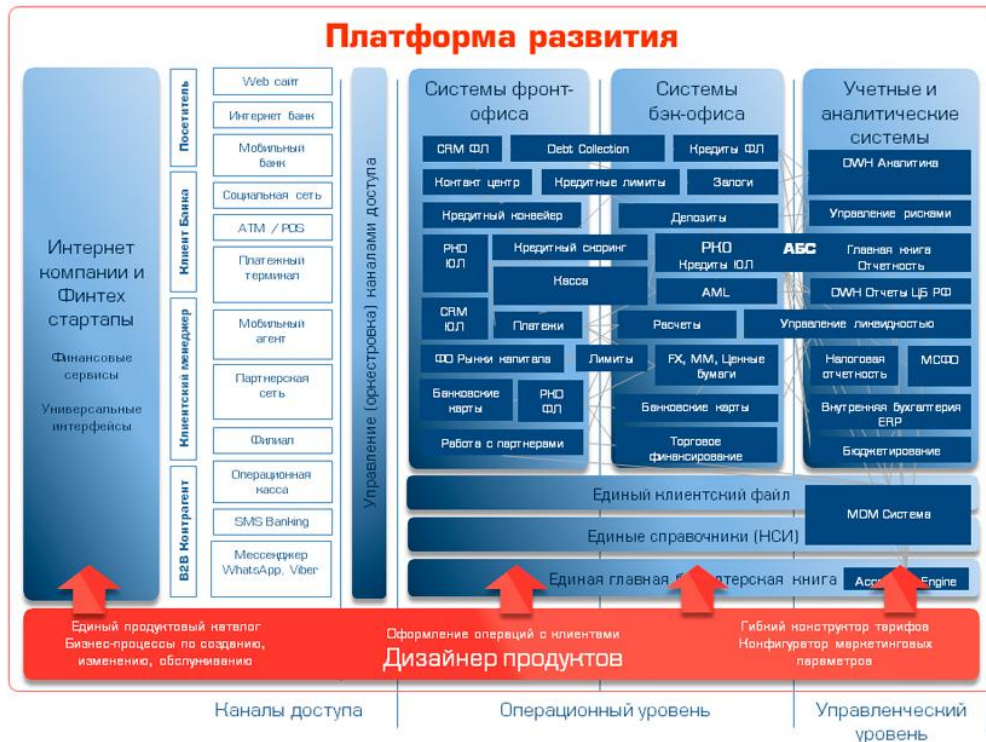 Платформа развития
Интернет
компании и
Финтех
стартапы
Финансовые
сервисы
Универсальные
интерфейсы
Посетитель
Клиент Банка
Клиентский менеджер
B2B Контрагент
Web сайт
Интернет банк
Мобильный
банк
Социальная сеть
ATM / POS
Платежный
терминал
Мобильный
агент
Партнерская
сеть
Филиал
Операционная
касса
SMS Banking
Мессенджер
WhatsApp, Viber
Управление (оркестровка) каналами доступа
Системы фронт-
офиса
Системы
бэк-офиса
Учетные и
аналитические
системы
CRM ФЛ
Debt Collection
Кредиты ФЛ
DWH Аналитика
Контакт центр
Кредитные лимиты
Залоги
Кредитный конвейер
Депозиты
Управление рисками
РКО
ЮЛ
Кредитный скоринг
РКО
Кредиты ЮЛ
АБС
Главная книга
Отчетность
Касса
AML
DWH Отчеты ЦБ РФ
CRM
ЮЛ
Платежи
Расчеты
Управление ликвидностью
ФО Рынки капитала
Лимиты
FX, MM, Ценные
бумаги
Налоговая
отчетность
МСФО
Банковские
карты
РКО
ФЛ
Банковские карты
Внутренняя бухгалтерия
ERP
Работа с партнерами
Торговое
финансирование
Бюджетирование
Единый клиентский файл
MDM Система
Единые справочники (НСИ)
Единая главная книга
Engine
Единый продуктовый каталог
Бизнес-процессы по созданию,
изменению, обслуживанию
Оформление операций с клиентами
Дизайнер продуктов
Гибкий конструктор тарифов
Конфигуратор маркетинговых
параметров
Каналы доступа
Операционный уровень
Управленческий
уровень